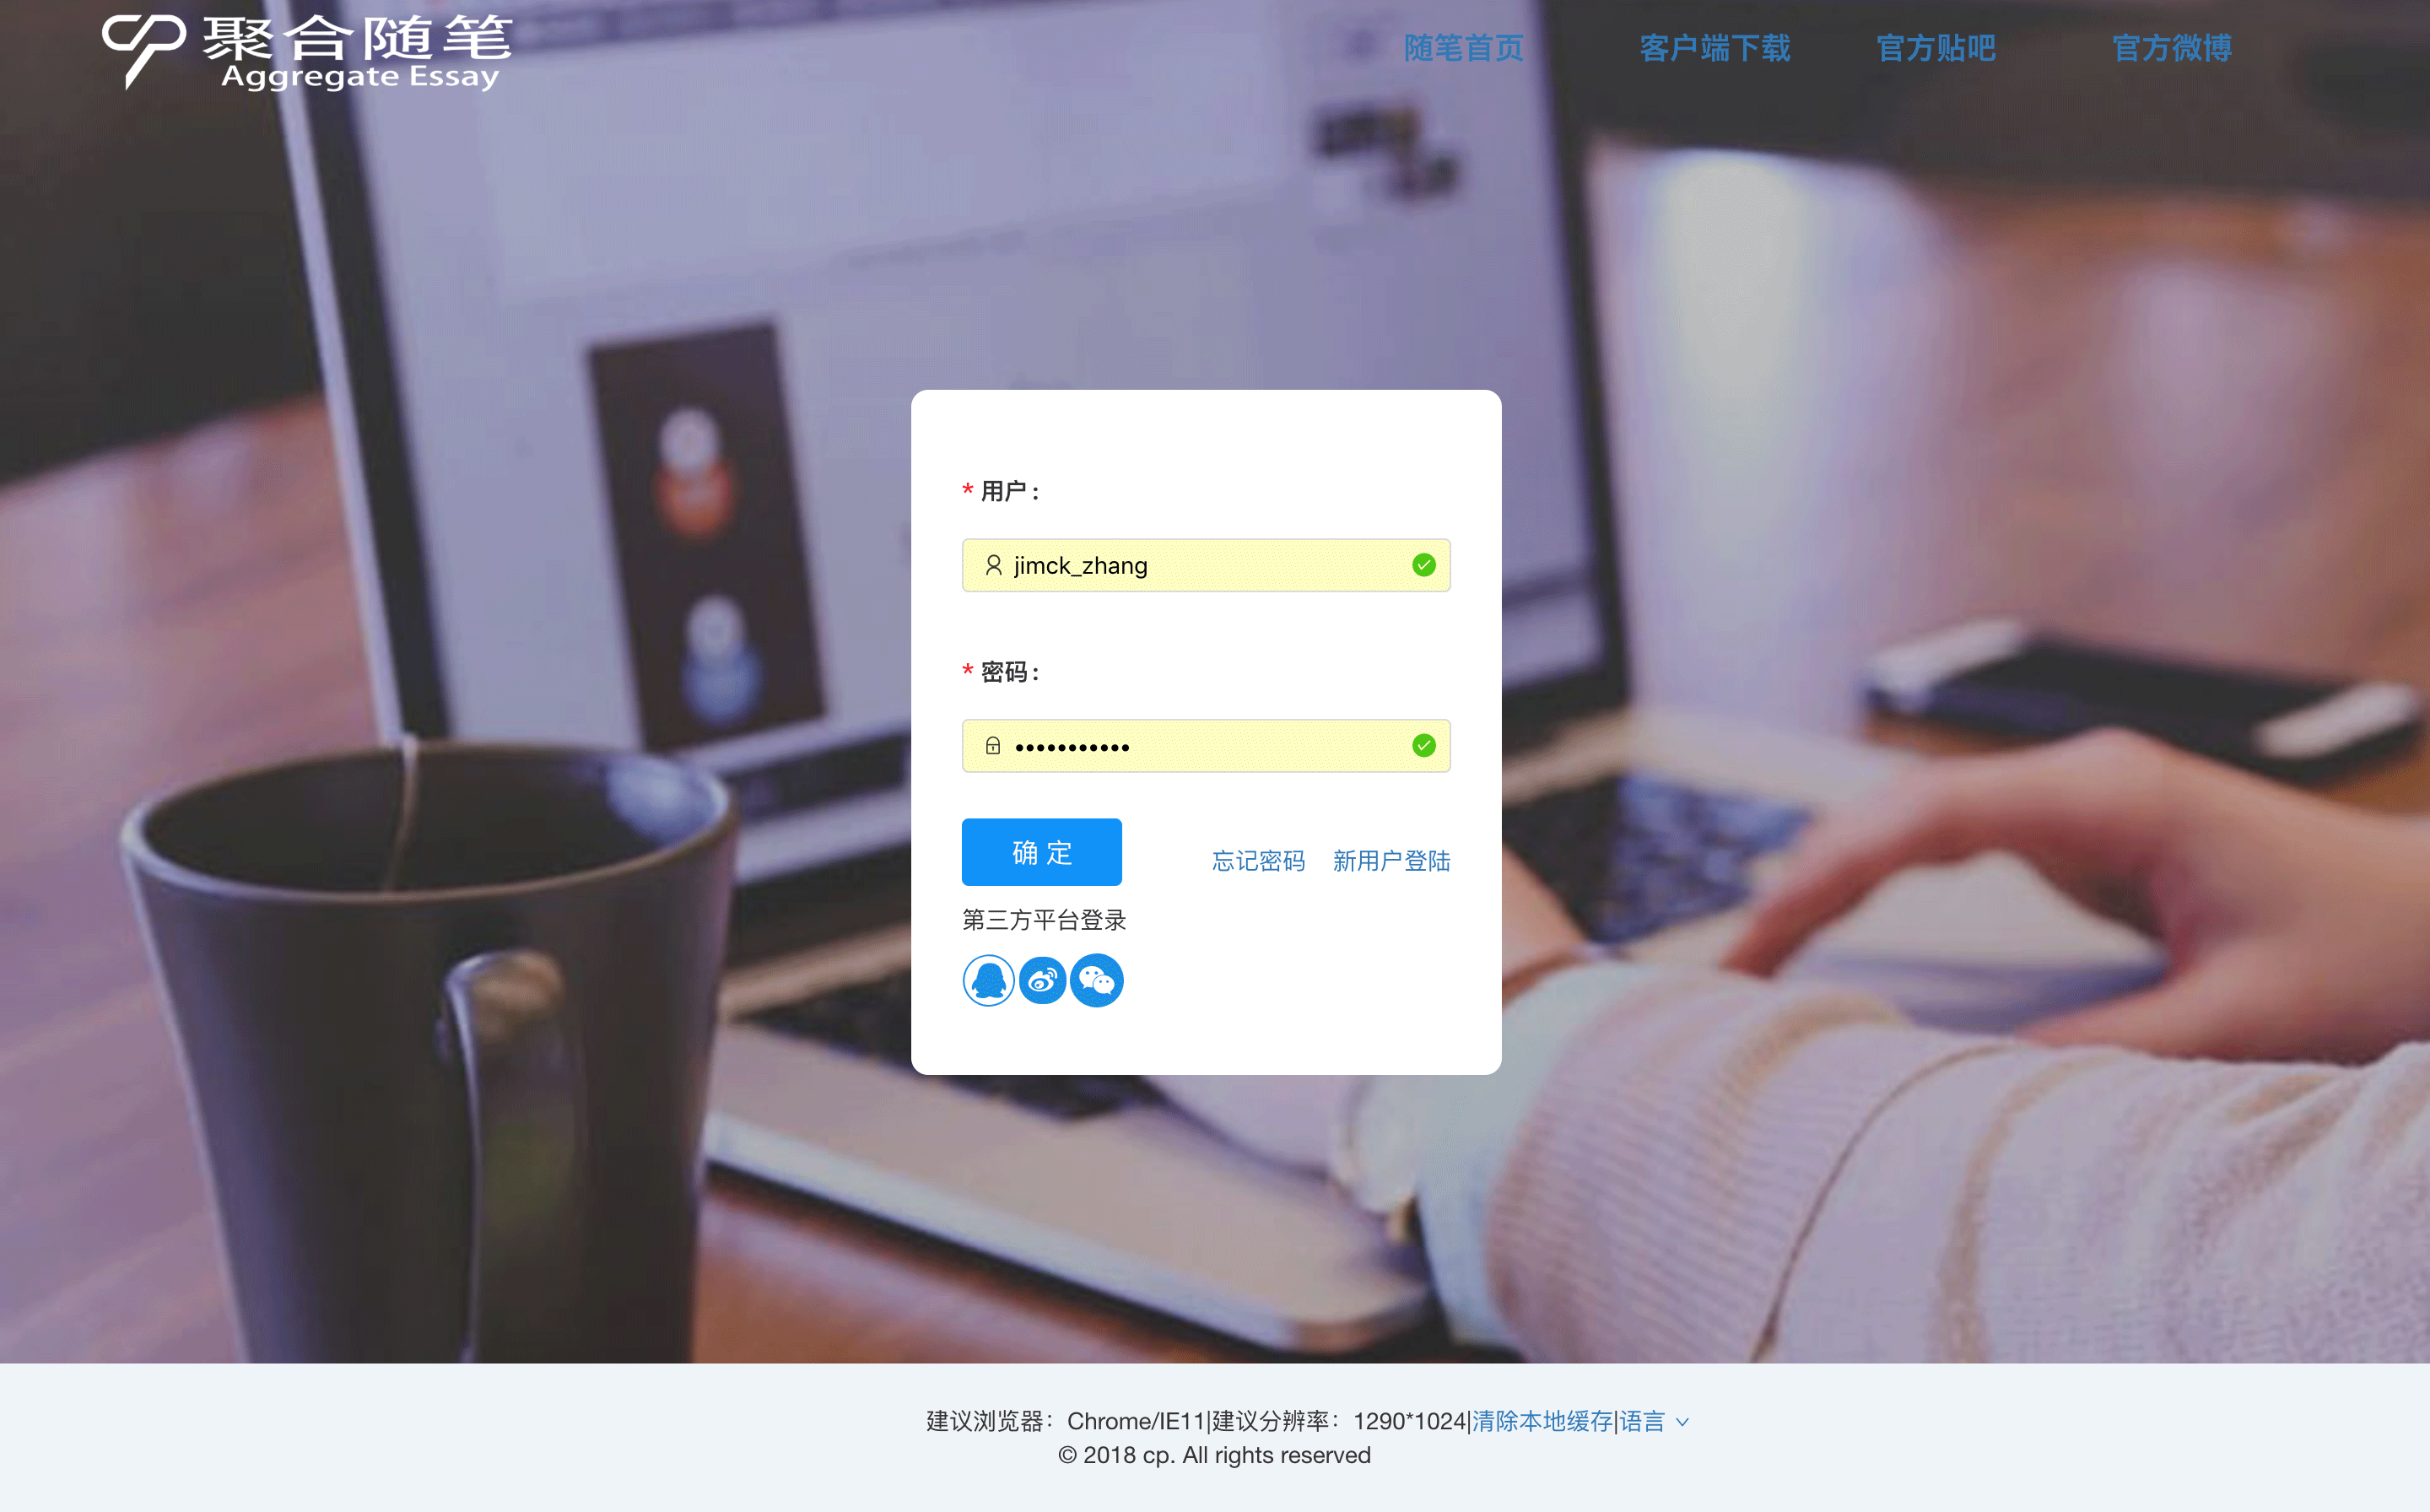 聚合随笔
Aggregate Essay
随笔首页 客户端下载 官方贴吧 官方微博
* 用户：
jimck_zhang
* 密码：
•••••••••••
确 定
忘记密码 新用户登陆
第三方平台登录
建议浏览器：Chrome/IE11|建议分辨率：1290*1024|清除本地缓存|语言
© 2018 cp. All rights reserved